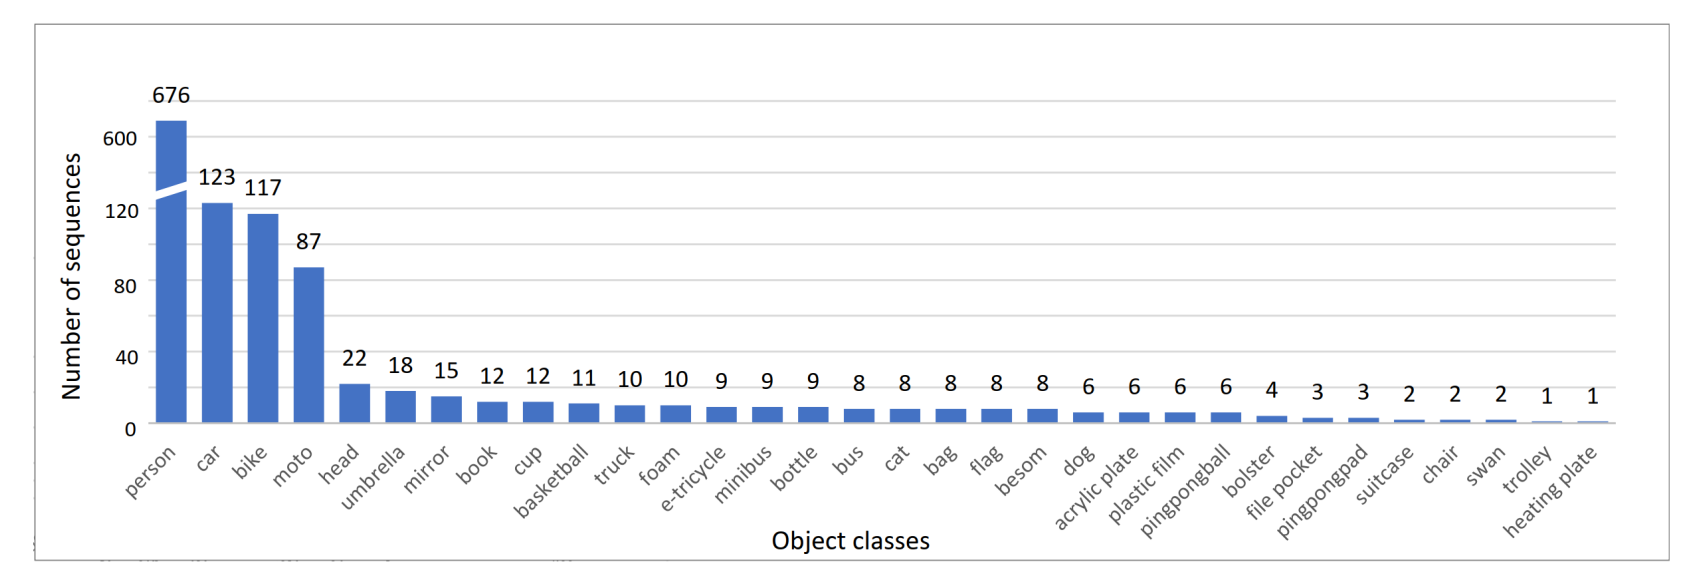 676
600
123
117
120
87
80
40
22
18
15
12
12
11
10
10
9
9
9
8
8
8
8
8
6
6
6
6
4
3
3
2
2
2
1
1
0
Number of sequences
person
car
bike
moto
head
umbrella
mirror
book
cup
basketball
truck
foam
e-tricycle
minibus
bottle
bus
cat
bag
flag
besom
dog
acrylic plate
plastic film
pingpongball
bolster
file pocket
pingpongpad
suitcase
chair
swan
trolley
heating plate
Object classes